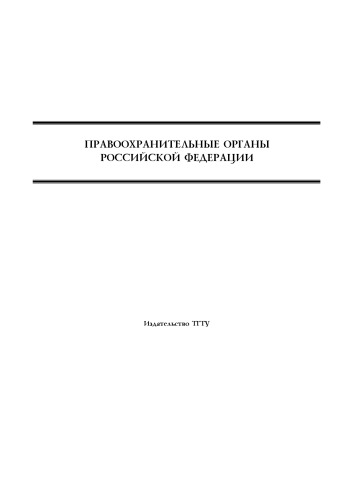 ПРАВООХРАНИТЕЛЬНЫЕ ОРГАНЫ
РОССИЙСКОЙ ФЕДЕРАЦИИ
Издательство ТГТУ